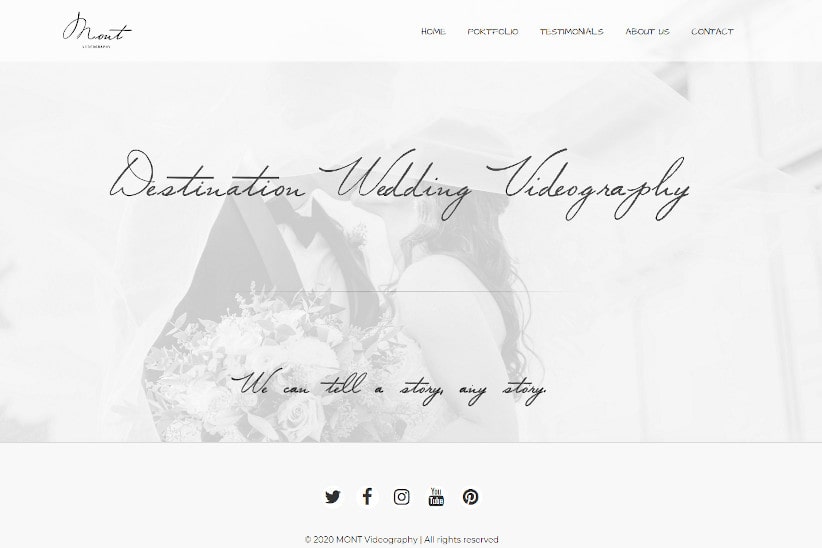 Mont
VIDEOGRAPHY
HOME PORTFOLIO TESTIMONIALS ABOUT US CONTACT
Destination Wedding Videography
We can tell a story, any story.
You
Tube
© 2020 MONT Videography | All rights reserved